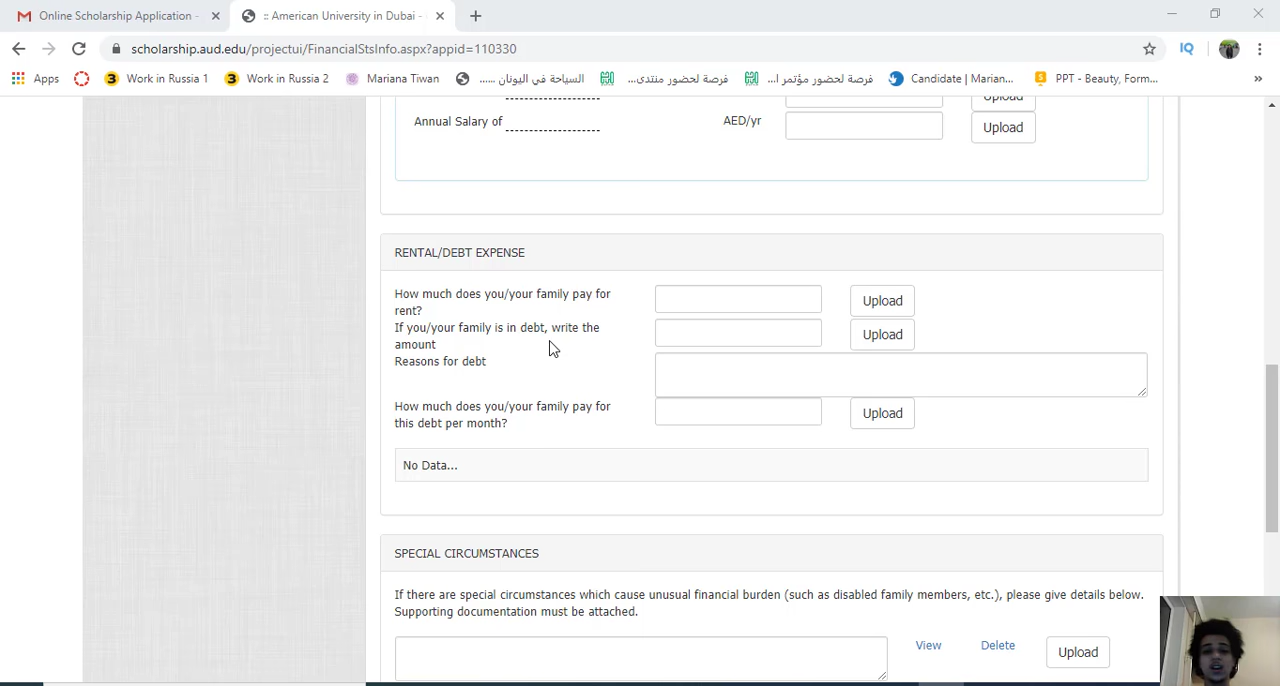 Online Scholarship Application -
:: American University in Dubai -
scholarship.aud.edu/projectui/FinancialStsInfo.aspx?appid=110330
IQ
Apps
Work in Russia 1
Work in Russia 2
Mariana Tiwan
السياحة في اليونان ......
فرصة لحضور منتدى...
فرصة لحضور مؤتمر ا...
Candidate | Marian...
PPT - Beauty, Form...
»
Upload
Annual Salary of
AED/yr
Upload
RENTAL/DEBT EXPENSE
How much does you/your family pay for
rent?
Upload
If you/your family is in debt, write the
amount
Upload
Reasons for debt
How much does you/your family pay for
this debt per month?
Upload
No Data...
SPECIAL CIRCUMSTANCES
If there are special circumstances which cause unusual financial burden (such as disabled family members, etc.), please give details below.
Supporting documentation must be attached.
View
Delete
Upload